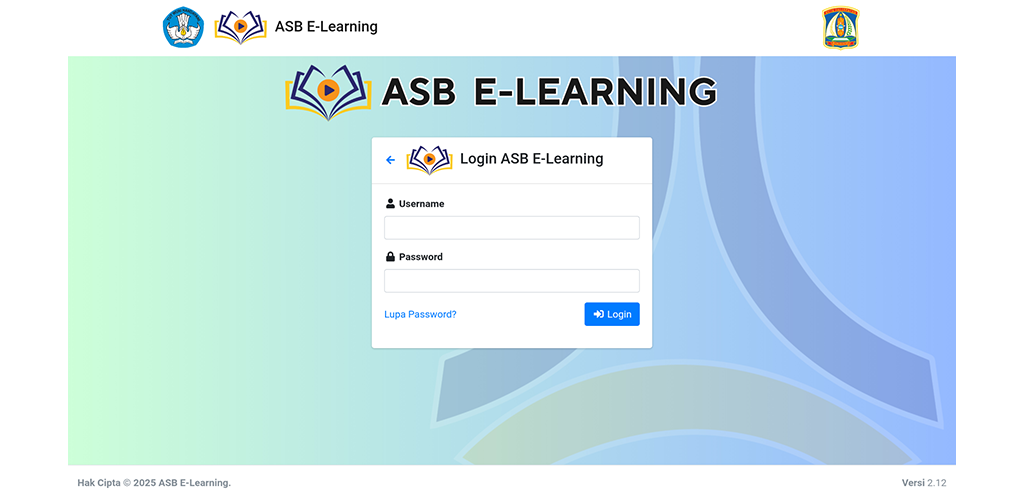 ASB E-Learning
ASB E-LEARNING
Login ASB E-Learning
Username
Password
Lupa Password?
Login
Hak Cipta © 2025 ASB E-Learning.
Versi 2.12